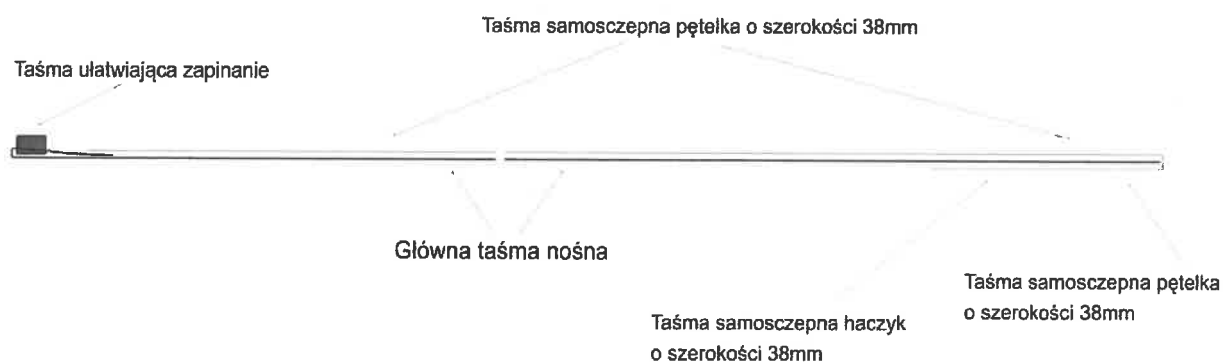 Taśma samosczepna pętelka o szerokości 38mm
Taśma ułatwiająca zapinanie
Główna taśma nośna
Taśma samosczepna pętelka
o szerokości 38mm
Taśma samosczepna haczyk
o szerokości 38mm